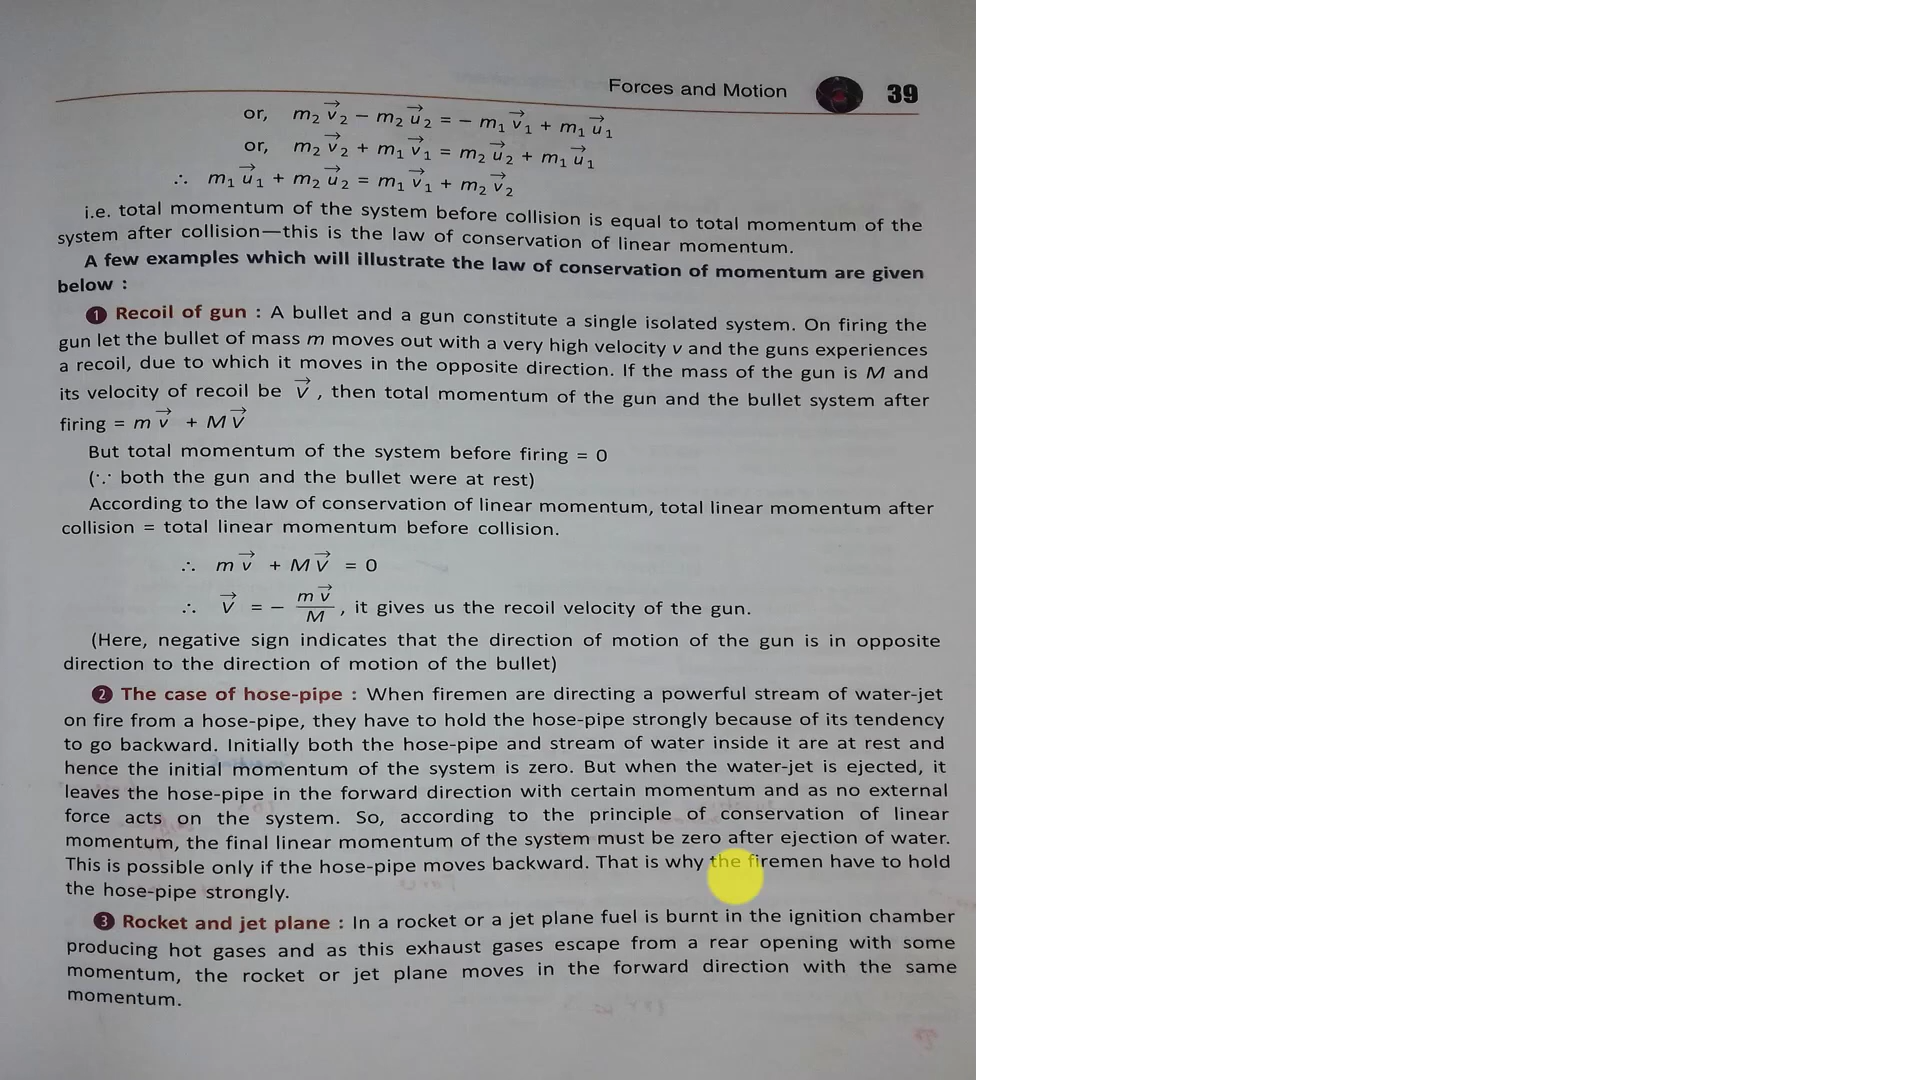 Forces and Motion 39
or, m₂ v⃗₂ − m₂ u⃗₂ = − m₁ v⃗₁ + m₁ u⃗₁
or, m₂ v⃗₂ + m₁ v⃗₁ = m₂ u⃗₂ + m₁ u⃗₁
∴ m₁ u⃗₁ + m₂ u⃗₂ = m₁ v⃗₁ + m₂ v⃗₂
i.e. total momentum of the system before collision is equal to total momentum of the
system after collision—this is the law of conservation of linear momentum.
A few examples which will illustrate the law of conservation of momentum are given
below :
1 Recoil of gun : A bullet and a gun constitute a single isolated system. On firing the
gun let the bullet of mass m moves out with a very high velocity v and the guns experiences
a recoil, due to which it moves in the opposite direction. If the mass of the gun is M and
its velocity of recoil be V⃗ , then total momentum of the gun and the bullet system after
firing = m v⃗ + M V⃗
But total momentum of the system before firing = 0
(∵ both the gun and the bullet were at rest)
According to the law of conservation of linear momentum, total linear momentum after
collision = total linear momentum before collision.
∴ m v⃗ + M V⃗ = 0
∴ V⃗ = − m v⃗ / M , it gives us the recoil velocity of the gun.
(Here, negative sign indicates that the direction of motion of the gun is in opposite
direction to the direction of motion of the bullet)
2 The case of hose-pipe : When firemen are directing a powerful stream of water-jet
on fire from a hose-pipe, they have to hold the hose-pipe strongly because of its tendency
to go backward. Initially both the hose-pipe and stream of water inside it are at rest and
hence the initial momentum of the system is zero. But when the water-jet is ejected, it
leaves the hose-pipe in the forward direction with certain momentum and as no external
force acts on the system. So, according to the principle of conservation of linear
momentum, the final linear momentum of the system must be zero after ejection of water.
This is possible only if the hose-pipe moves backward. That is why the firemen have to hold
the hose-pipe strongly.
3 Rocket and jet plane : In a rocket or a jet plane fuel is burnt in the ignition chamber
producing hot gases and as this exhaust gases escape from a rear opening with some
momentum, the rocket or jet plane moves in the forward direction with the same
momentum.